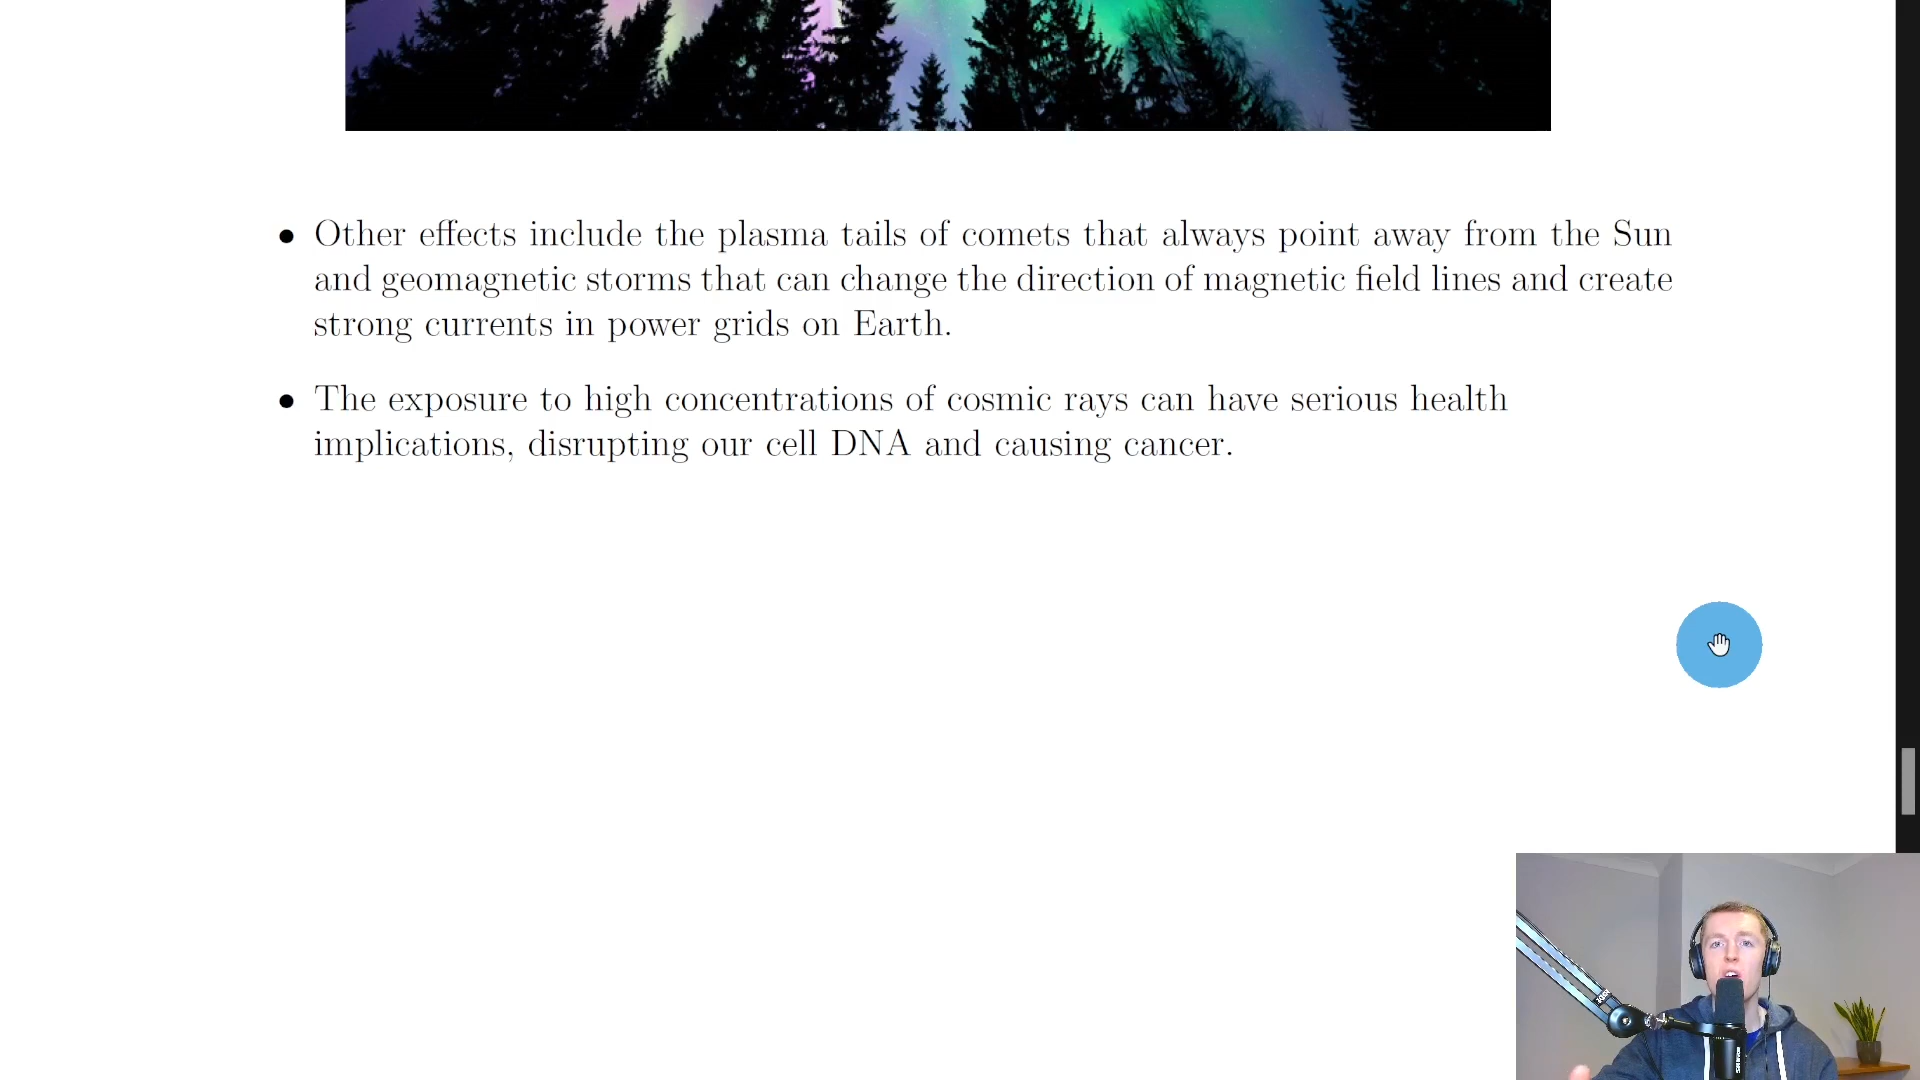 • Other effects include the plasma tails of comets that always point away from the Sun
and geomagnetic storms that can change the direction of magnetic field lines and create
strong currents in power grids on Earth.
• The exposure to high concentrations of cosmic rays can have serious health
implications, disrupting our cell DNA and causing cancer.